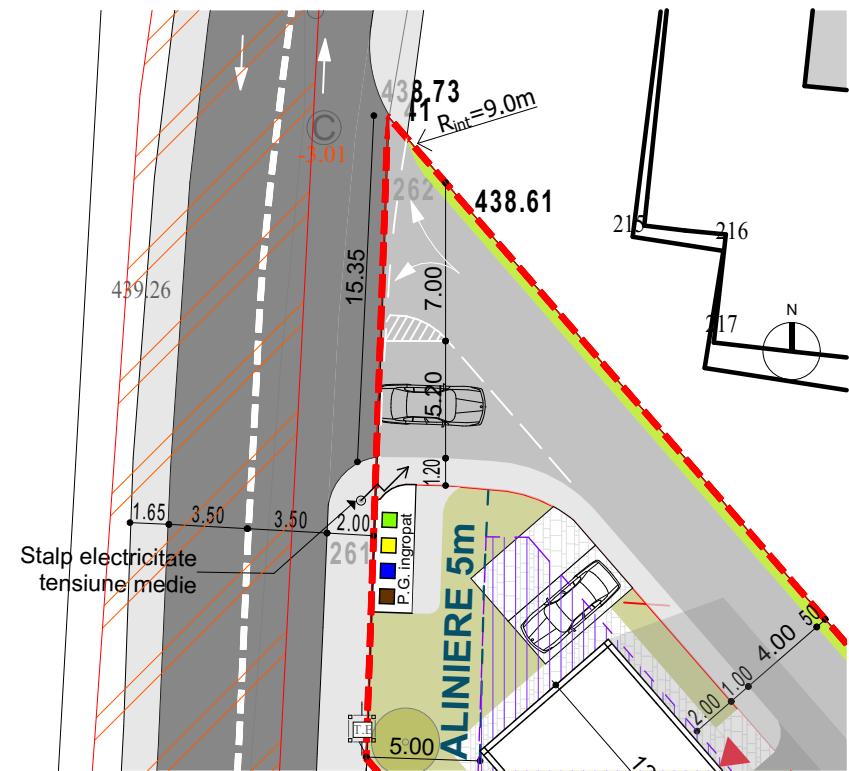 438.73
41
R int=9.0m
C
-3.01
262
438.61
215
216
439.26
15.35
7.00
N
217
5.20
1.20
1.65
3.50
3.50
2.00
261
Stalp electricitate
tensiune medie
P.G. ingropat
ALINIERE 5m
50
4.00
1.00
2.00
T.E
5.00